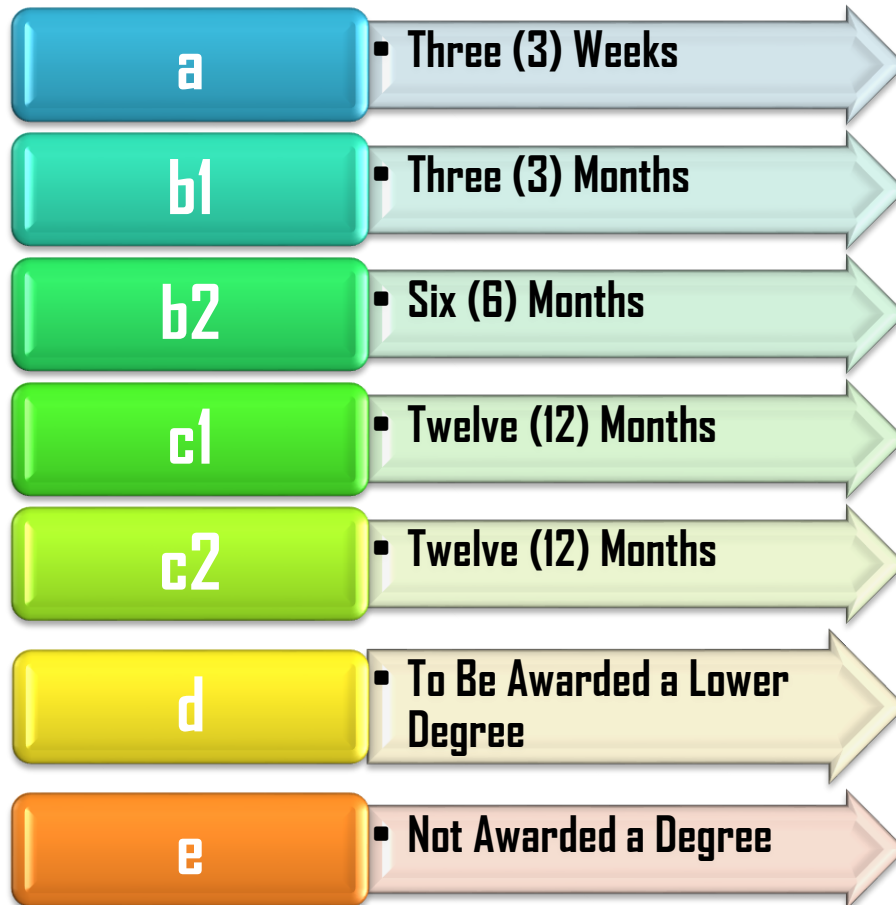 a
▪ Three (3) Weeks
b1
▪ Three (3) Months
b2
▪ Six (6) Months
c1
▪ Twelve (12) Months
c2
▪ Twelve (12) Months
d
▪ To Be Awarded a Lower
Degree
e
▪ Not Awarded a Degree